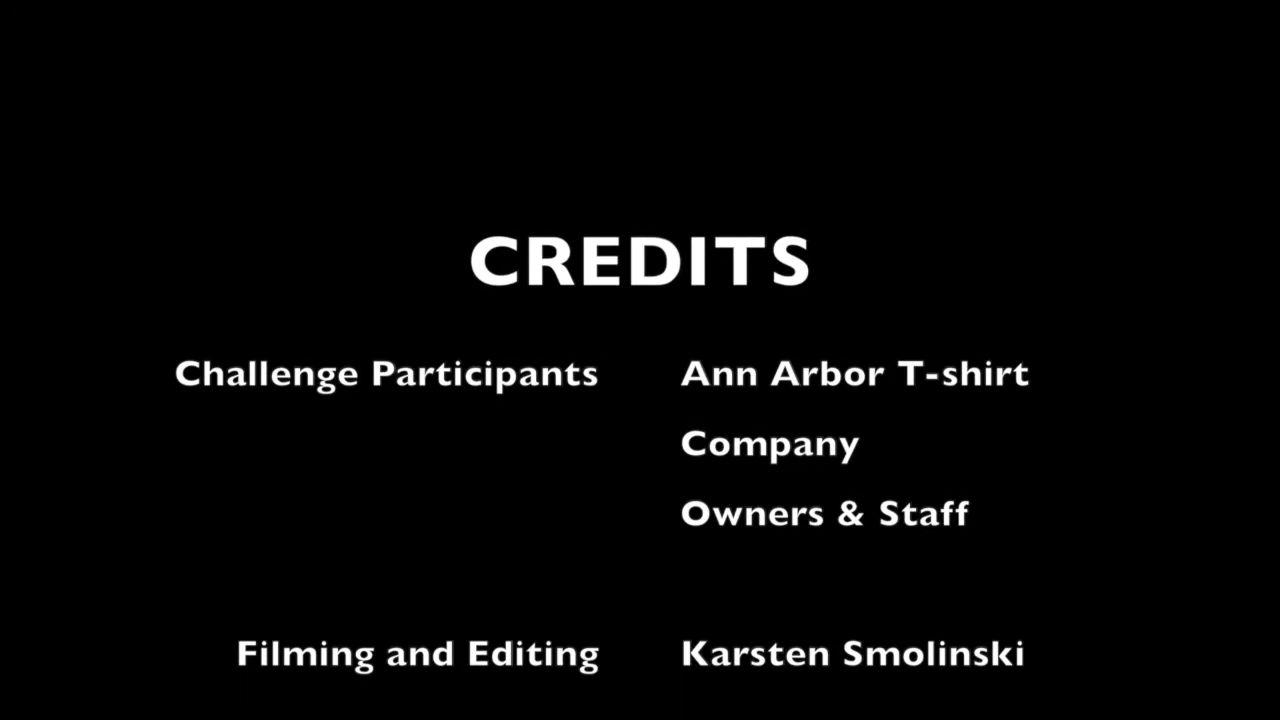 CREDITS
Challenge Participants Ann Arbor T-shirt
Company
Owners & Staff
Filming and Editing Karsten Smolinski